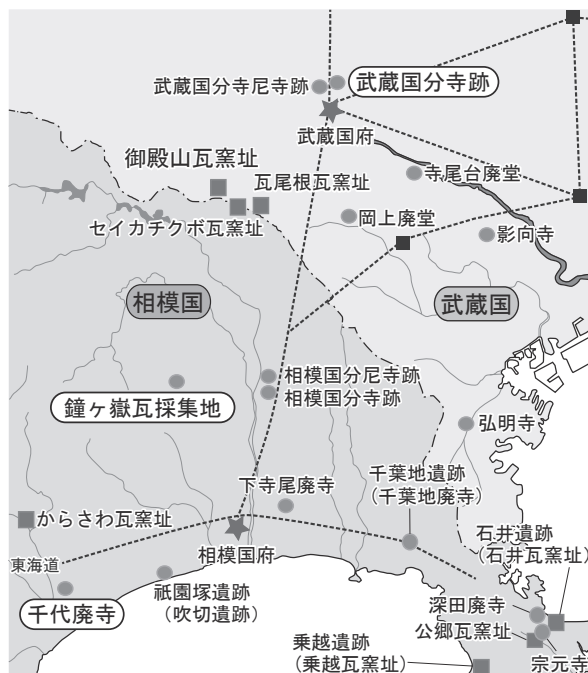 武蔵国分寺尼寺跡
武蔵国分寺跡
武蔵国府
御殿山瓦窯址
瓦尾根瓦窯址
寺尾台廃堂
セイカチクボ瓦窯址
岡上廃堂
影向寺
相模国
武蔵国
相模国分尼寺跡
相模国分寺跡
鐘ヶ嶽瓦採集地
弘明寺
千葉地遺跡
(千葉地廃寺)
下寺尾廃寺
からさわ瓦窯址
相模国府
石井遺跡
(石井瓦窯址)
東海道
千代廃寺
祇園塚遺跡
(吹切遺跡)
深田廃寺
公郷瓦窯址
乗越遺跡
(乗越瓦窯址)
宗元寺